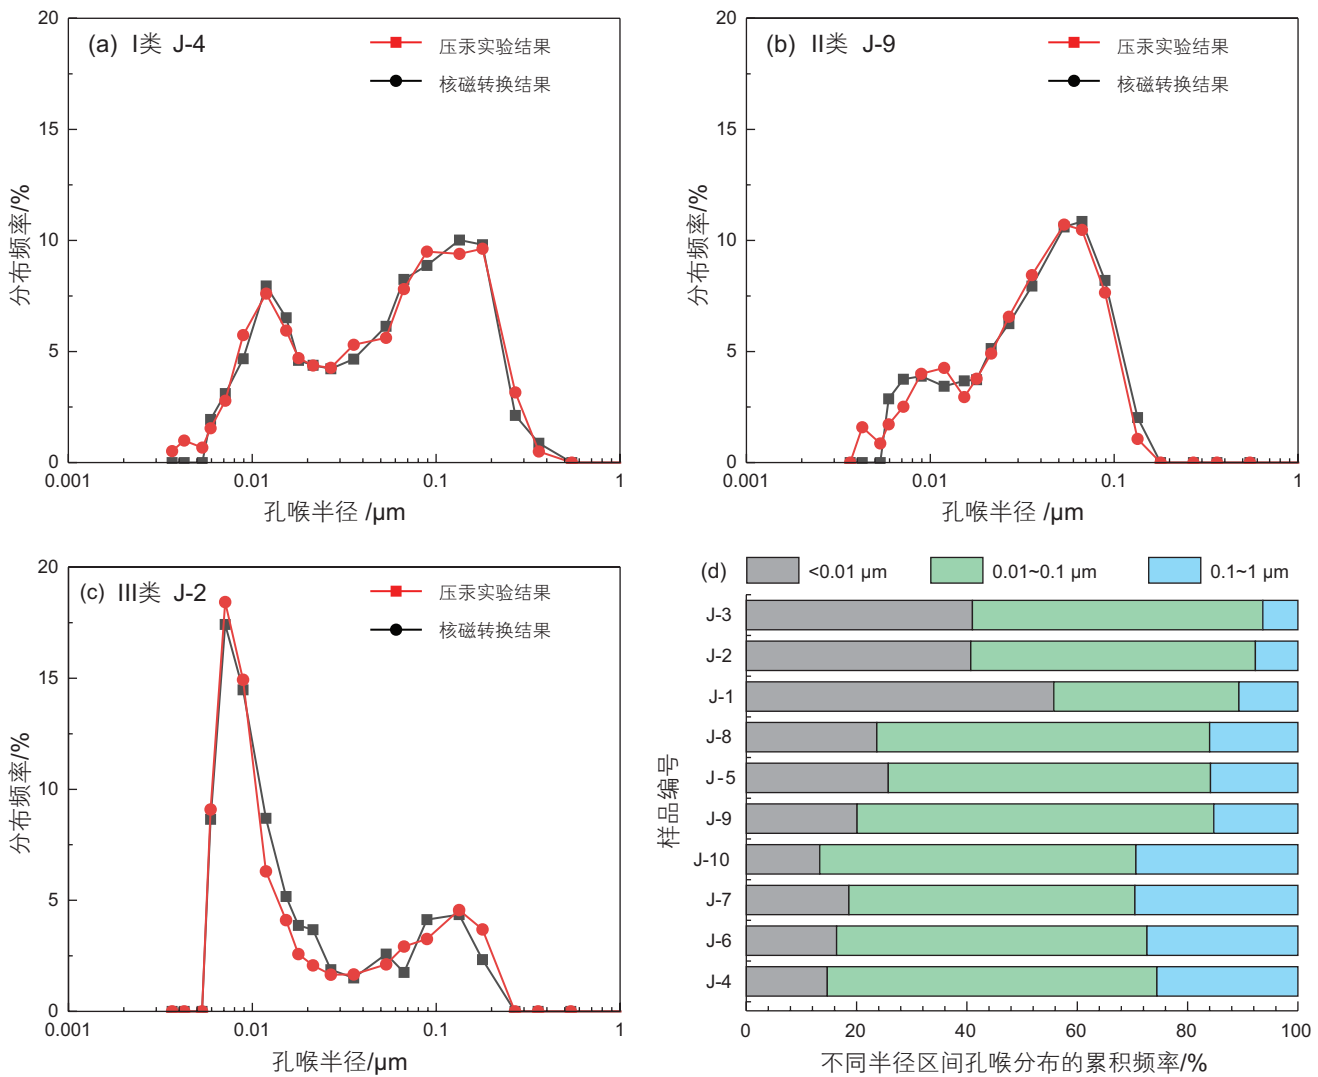 (a) I类 J-4
压汞实验结果
核磁转换结果
20
15
10
5
0
分布频率/%
0.001
0.01
0.1
1
孔喉半径 /μm
(b) II类 J-9
压汞实验结果
核磁转换结果
20
15
10
5
0
分布频率/%
0.001
0.01
0.1
1
孔喉半径 /μm
(c) III类 J-2
压汞实验结果
核磁转换结果
20
15
10
5
0
分布频率/%
0.001
0.01
0.1
1
孔喉半径/μm
(d)
<0.01 μm
0.01~0.1 μm
0.1~1 μm
J-3
J-2
J-1
J-8
J-5
J-9
J-10
J-7
J-6
J-4
样品编号
0
20
40
60
80
100
不同半径区间孔喉分布的累积频率/%